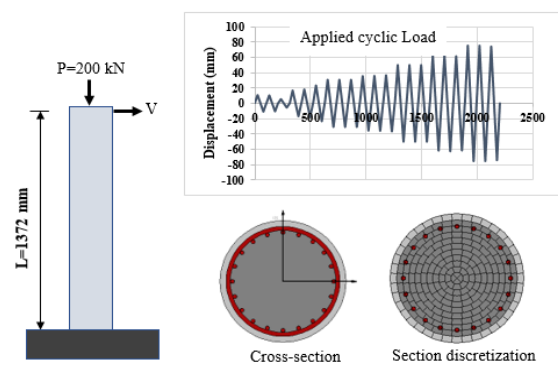 P=200 kN
V
L=1372 mm
Applied cyclic Load
Displacement (mm)
100
80
60
40
20
0
-20
-40
-60
-80
-100
0
500
1000
1500
2000
2500
Cross-section
Section discretization